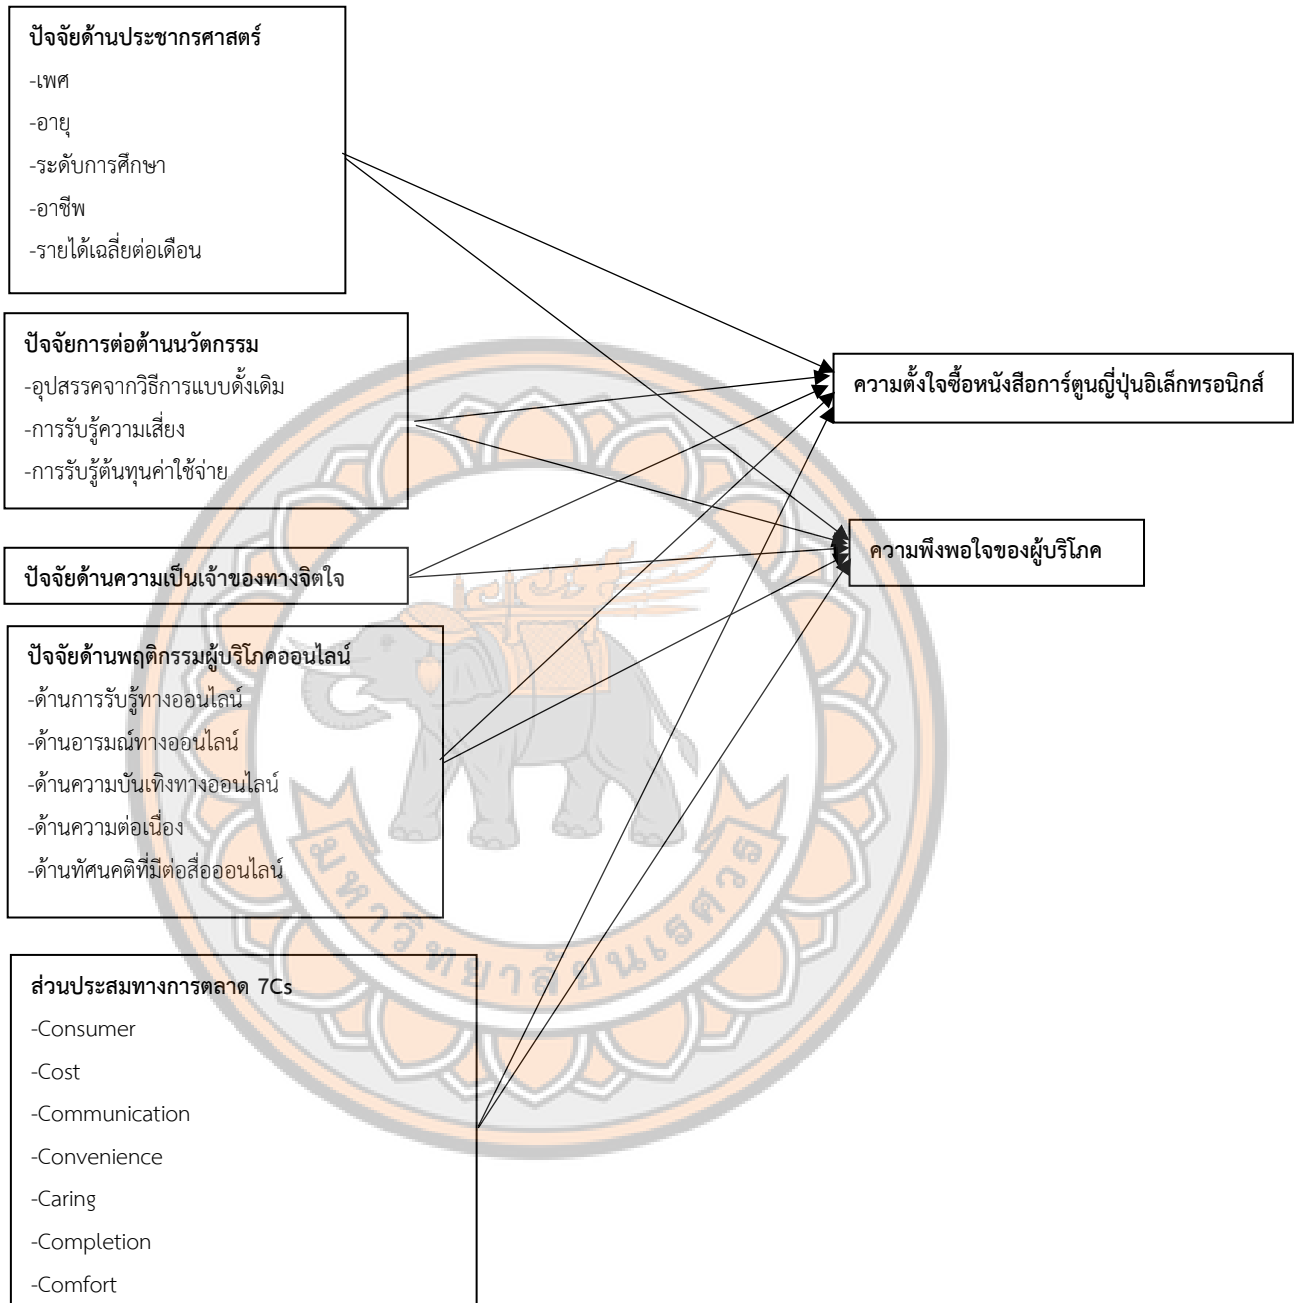 ปัจจัยด้านประชากรศาสตร์
-เพศ
-อายุ
-ระดับการศึกษา
-อาชีพ
-รายได้เฉลี่ยต่อเดือน
ปัจจัยการต่อต้านนวัตกรรม
-อุปสรรคจากวิธีการแบบดั้งเดิม
-การรับรู้ความเสี่ยง
-การรับรู้ต้นทุนค่าใช้จ่าย
ปัจจัยด้านความเป็นเจ้าของทางจิตใจ
ปัจจัยด้านพฤติกรรมผู้บริโภคออนไลน์
-ด้านการรับรู้ทางออนไลน์
-ด้านอารมณ์ทางออนไลน์
-ด้านความบันเทิงทางออนไลน์
-ด้านความต่อเนื่อง
-ด้านทัศนคติที่มีต่อสื่อออนไลน์
ส่วนประสมทางการตลาด 7Cs
-Consumer
-Cost
-Communication
-Convenience
-Caring
-Completion
-Comfort
ความตั้งใจซื้อหนังสือการ์ตูนญี่ปุ่นอิเล็กทรอนิกส์
ความพึงพอใจของผู้บริโภค
มหาวิทยาลัยนเรศวร